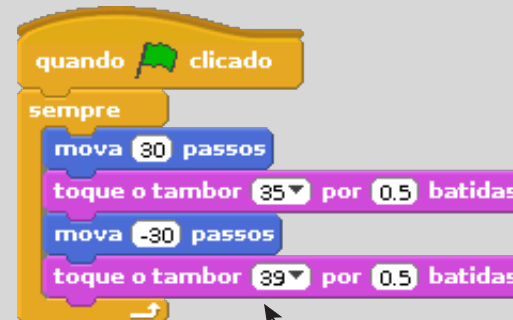 quando clicado
sempre
mova 30 passos
toque o tambor 35 por 0.5 batidas
mova -30 passos
toque o tambor 39 por 0.5 batidas